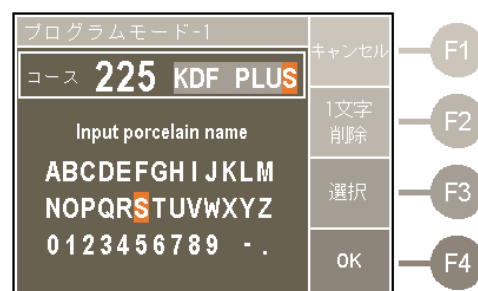 プログラムモード-1
キャンセル
F1
コース 225 KDF PLUS
1文字
削除
F2
Input porcelain name
ABCDEFGHIJKLM
選択
F3
NOPQRSTUVWXYZ
0123456789 - .
OK
F4